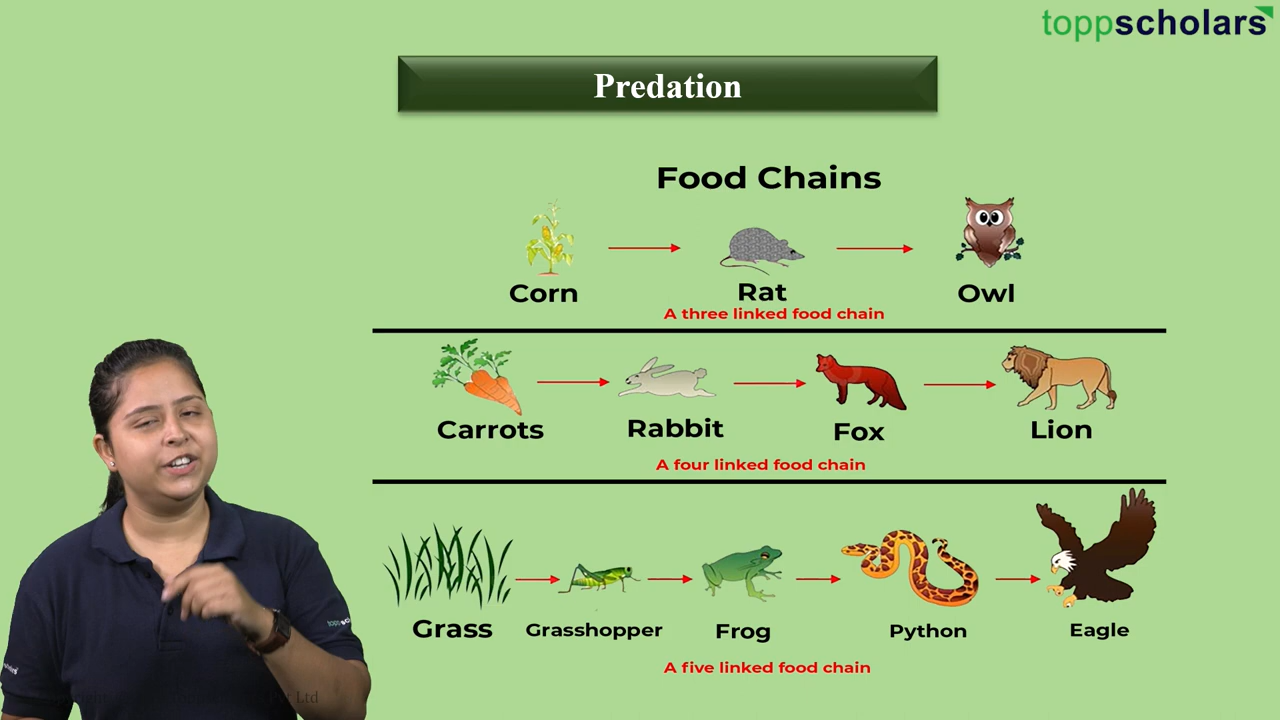 toppscholars
Predation
Food Chains
Corn
Rat
Owl
A three linked food chain
Carrots
Rabbit
Fox
Lion
A four linked food chain
Grass
Grasshopper
Frog
Python
Eagle
A five linked food chain
Ltd